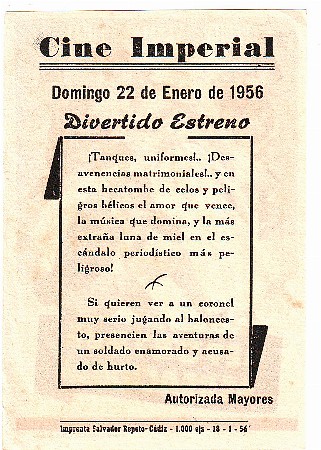 Cine Imperial
Domingo 22 de Enero de 1956
Divertido Estreno
¡Tanques, uniformes!.. ¡Des-
avenencias matrimoniales!.. y en
esta hecatombe de celos y peli-
gros bélicos el amor que vence,
la música que domina, y la más
extraña luna de miel en el es-
cándalo periodístico más pe-
ligroso!
Si quieren ver a un coronel
muy serio jugando al balonces-
to, presencien las aventuras de
un soldado enamorado y acusa-
do de hurto.
Autorizada Mayores
Imprenta Salvador Repeto-Cádiz - 1.000 ejs - 18 - 1 - 56